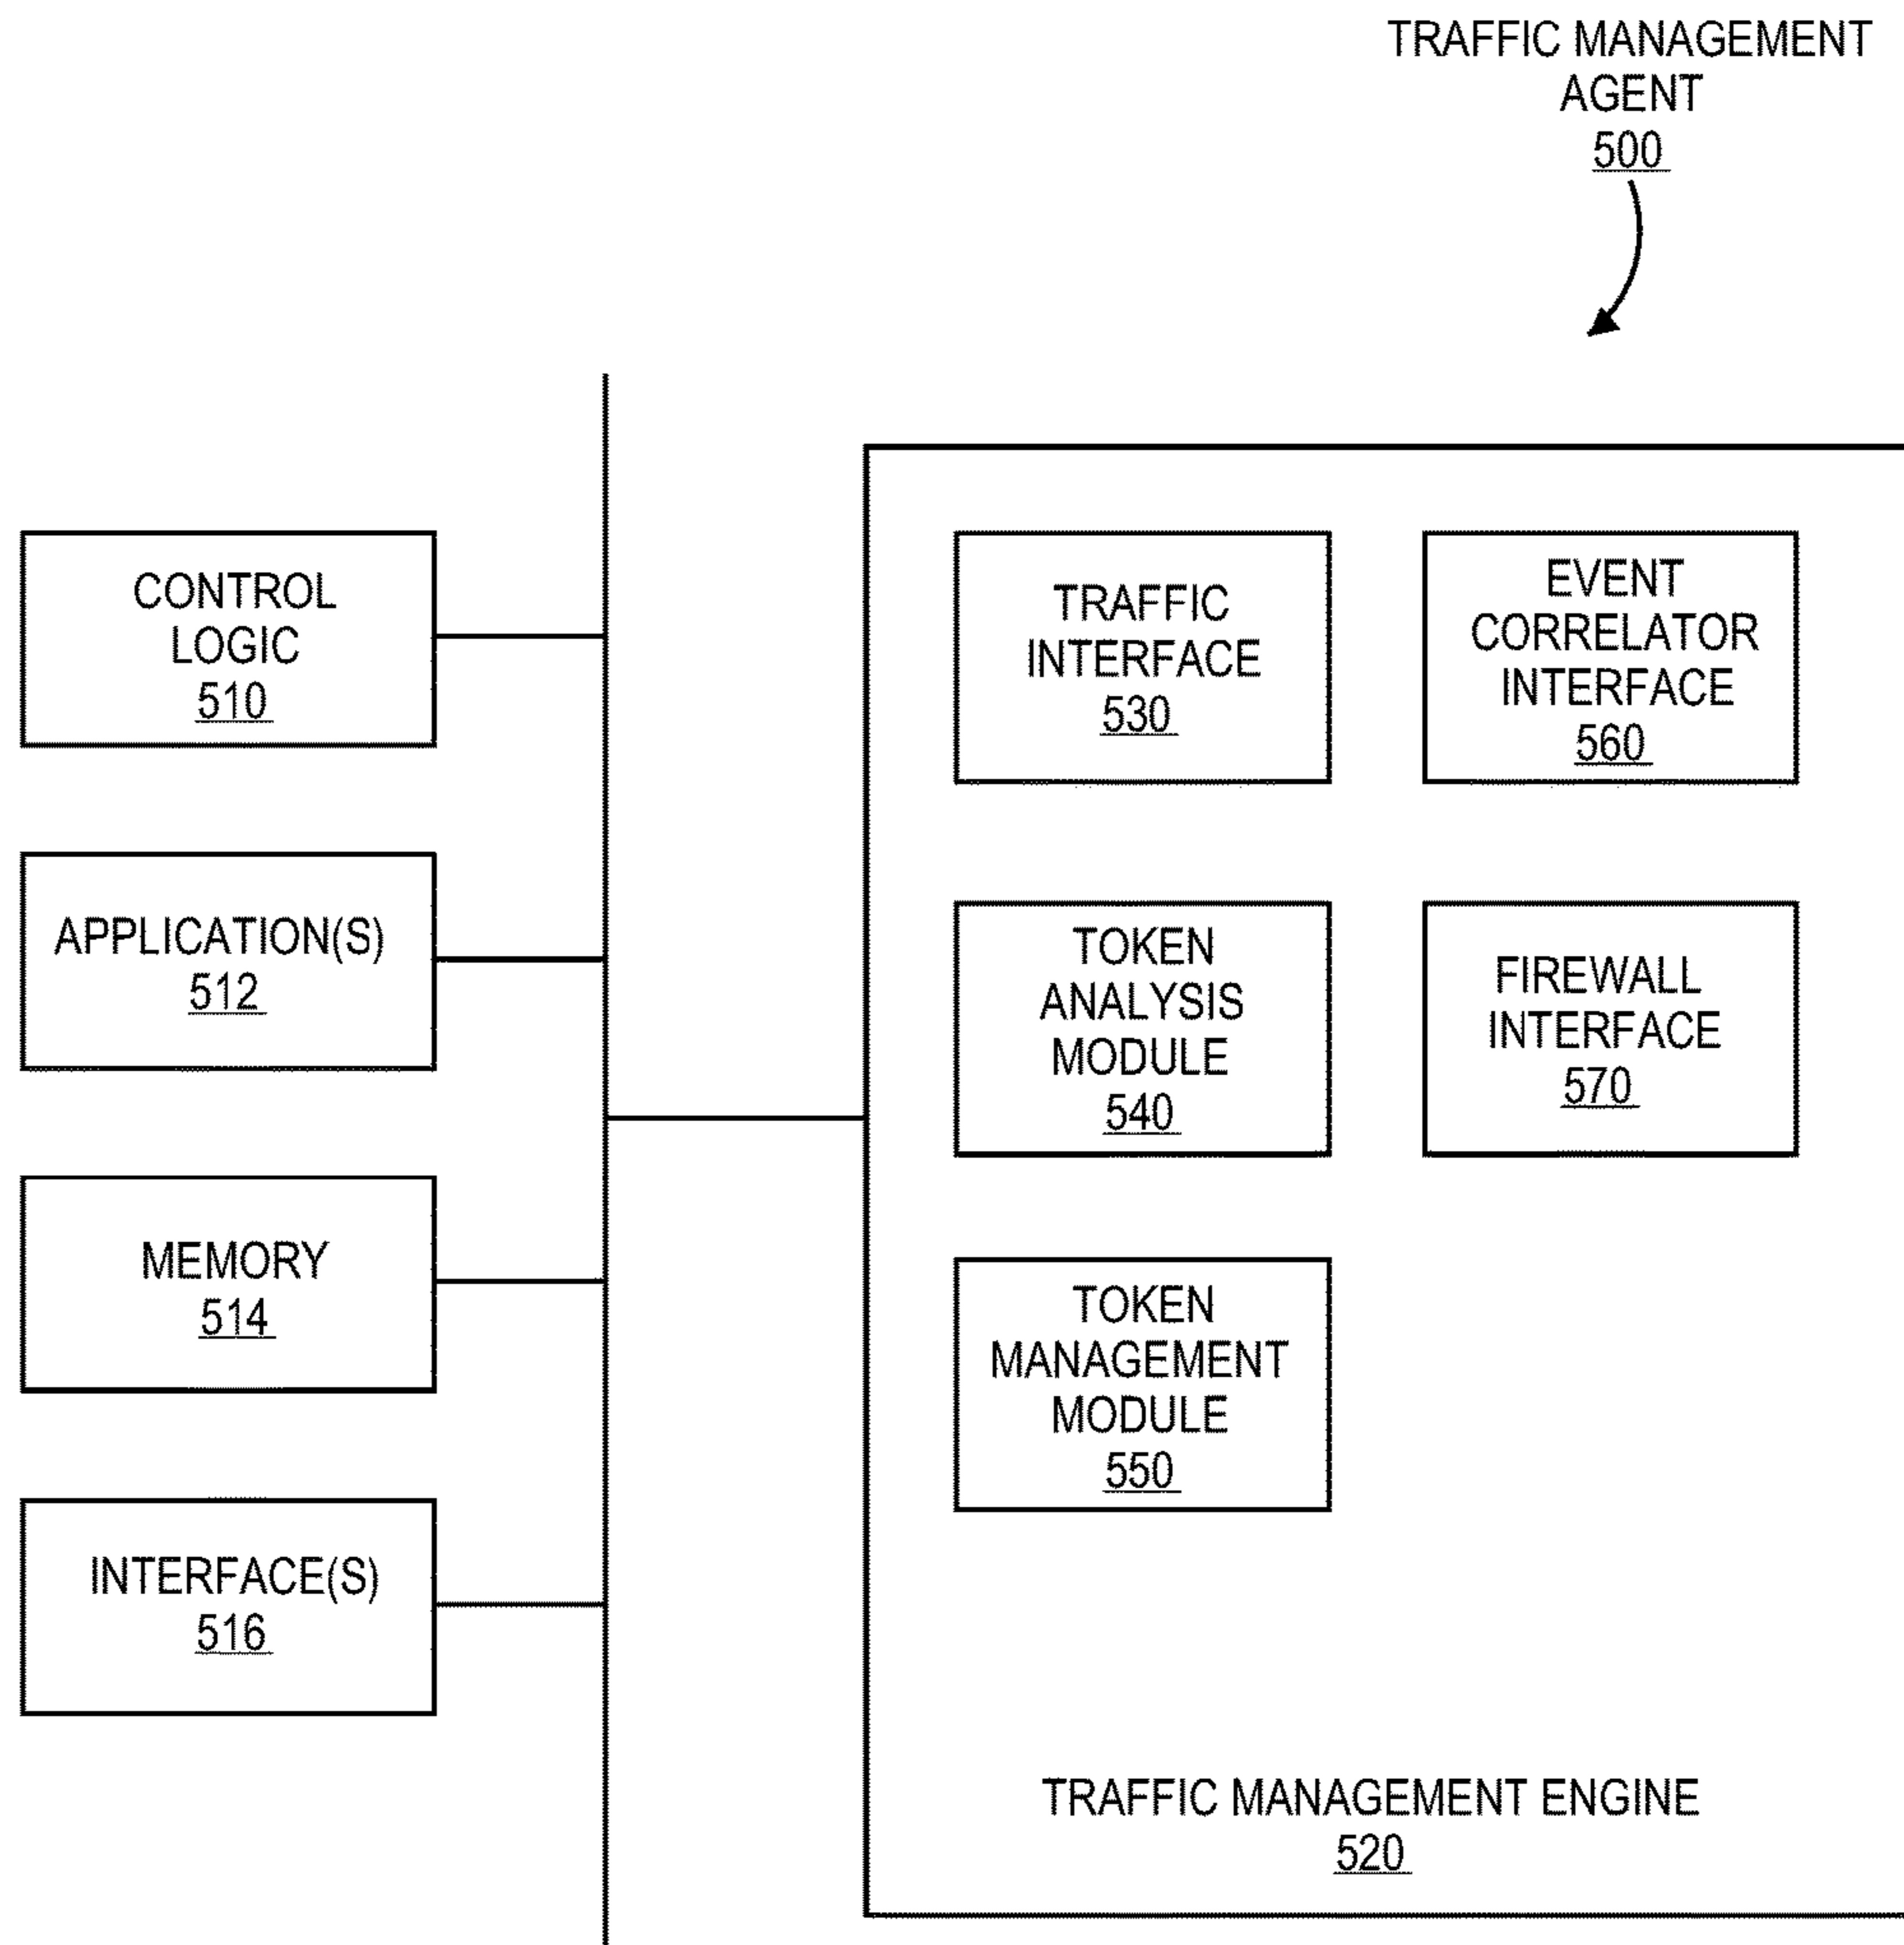 TRAFFIC MANAGEMENT
AGENT
500
CONTROL
LOGIC
510
APPLICATION(S)
512
MEMORY
514
INTERFACE(S)
516
TRAFFIC
INTERFACE
530
EVENT
CORRELATOR
INTERFACE
560
TOKEN
ANALYSIS
MODULE
540
FIREWALL
INTERFACE
570
TOKEN
MANAGEMENT
MODULE
550
TRAFFIC MANAGEMENT ENGINE
520